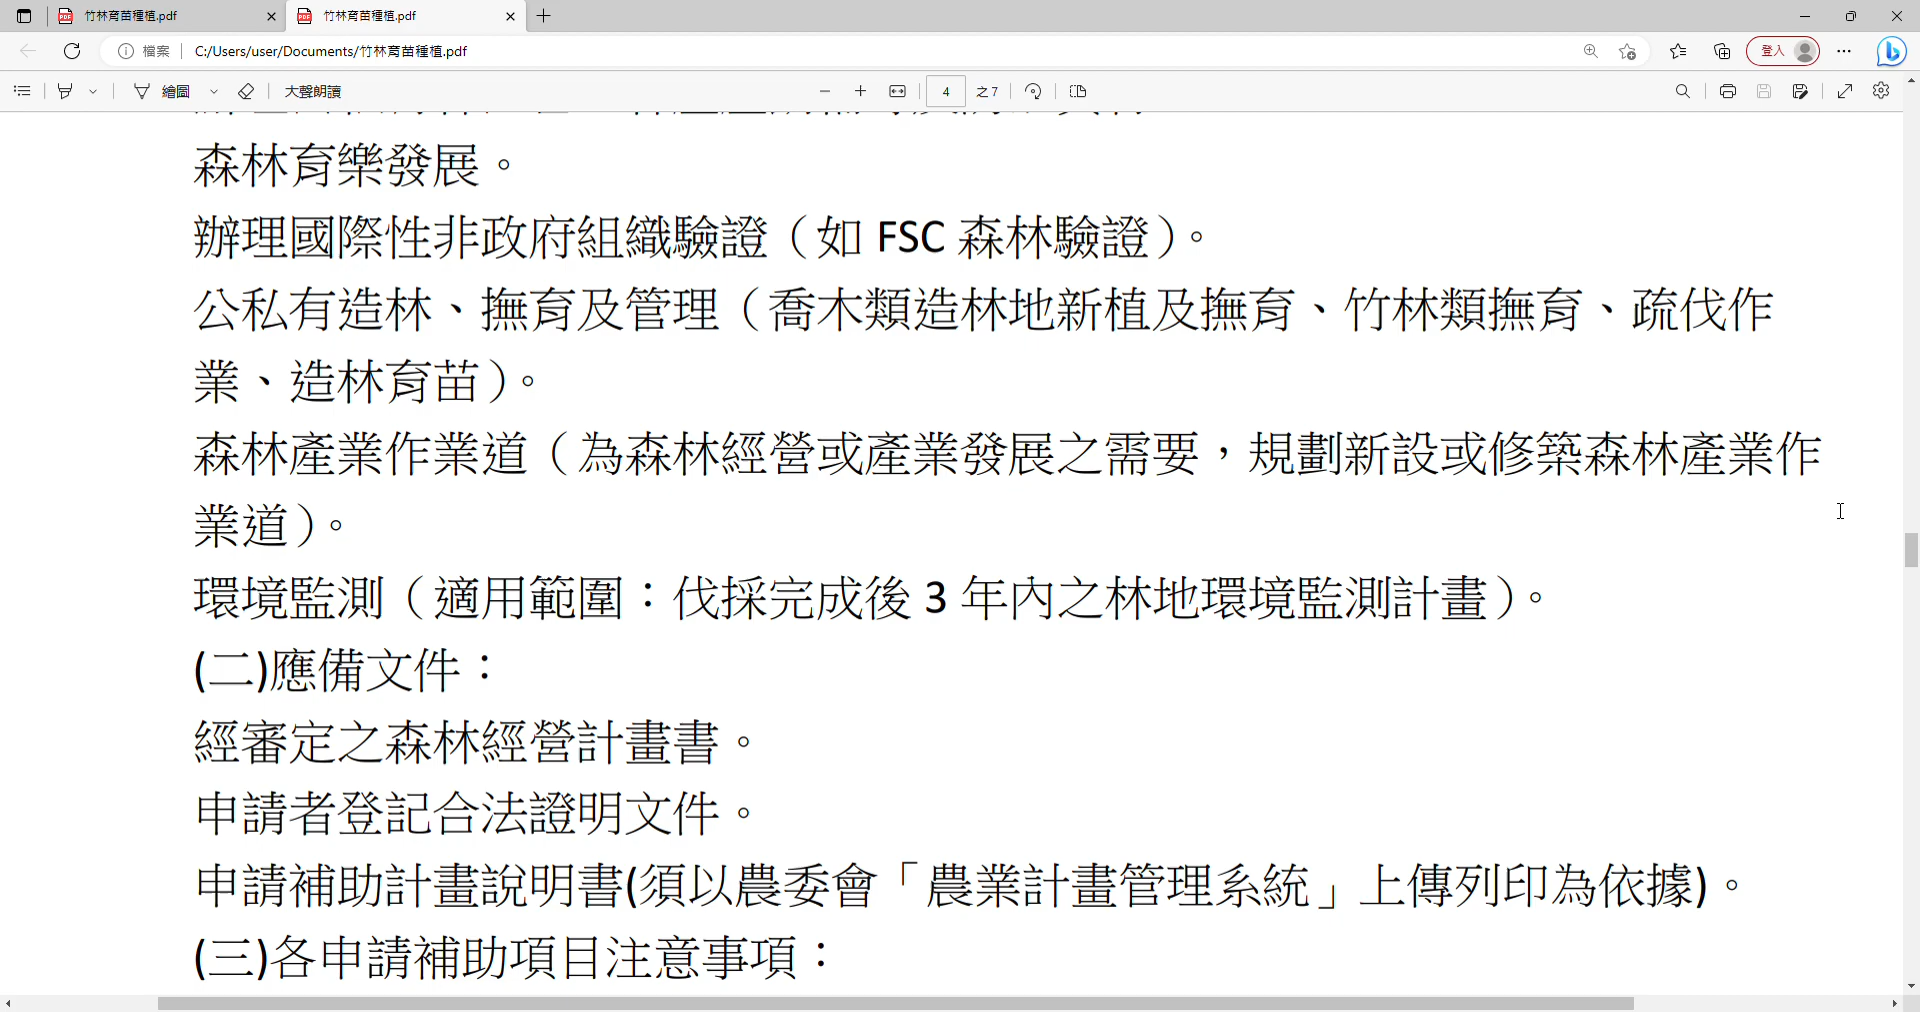 竹林育苗種植.pdf
竹林育苗種植.pdf
檔案 C:/Users/user/Documents/竹林育苗種植.pdf
登入
繪圖 大聲朗讀 4 之7
森林育樂發展。
辦理國際性非政府組織驗證（如 FSC 森林驗證）。
公私有造林、撫育及管理（喬木類造林地新植及撫育、竹林類撫育、疏伐作
業、造林育苗）。
森林產業作業道（為森林經營或產業發展之需要，規劃新設或修築森林產業作
業道）。
環境監測（適用範圍：伐採完成後 3 年內之林地環境監測計畫）。
(二)應備文件：
經審定之森林經營計畫書。
申請者登記合法證明文件。
申請補助計畫說明書(須以農委會「農業計畫管理系統」上傳列印為依據)。
(三)各申請補助項目注意事項：